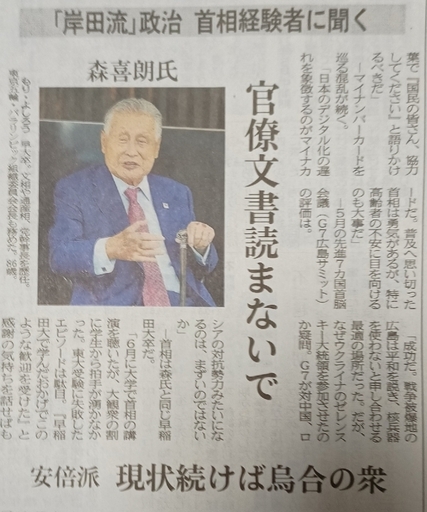 「岸田流」政治 首相経験者に聞く
官僚文書読まないで
森喜朗氏
もり・よしろう 早大卒。文相や通産相、党幹事長を歴任。
東京五輪・パラリンピック組織委員会会長も務めた。86歳。
葉で『国民の皆さん、協力
してください』と語りかけ
るべきだ」
―マイナンバーカードを
巡る混乱が続く。
「日本のデジタル化の遅
れを象徴するのがマイナカ
ードだ。普及へ思い切った
首相は勇気があるが、特に
高齢者の不安に目を向ける
のも大事だ」
―5月の先進7カ国首脳
会議（G7広島サミット）
の評価は。
「成功だ。戦争被爆地の
広島は平和を説き、核兵器
を使わないと申し合わせる
最適の場所だった。だが、
なぜウクライナのゼレンス
キー大統領を参加させたの
か疑問。G7が対中国、ロ
シアの対抗勢力みたいにな
るのは、まずいのではない
か」
―首相は森氏と同じ早稲
田大卒だ。
「6月に大学で首相の講
演を聴いたが、大観衆の割
に学生から拍手が湧かなか
った。東大受験に失敗した
エピソードは駄目。『早稲
田大で学んだおかげでこの
ような歓迎を受けた』と
感謝の気持ちを話せばも
安倍派 現状続けば烏合の衆